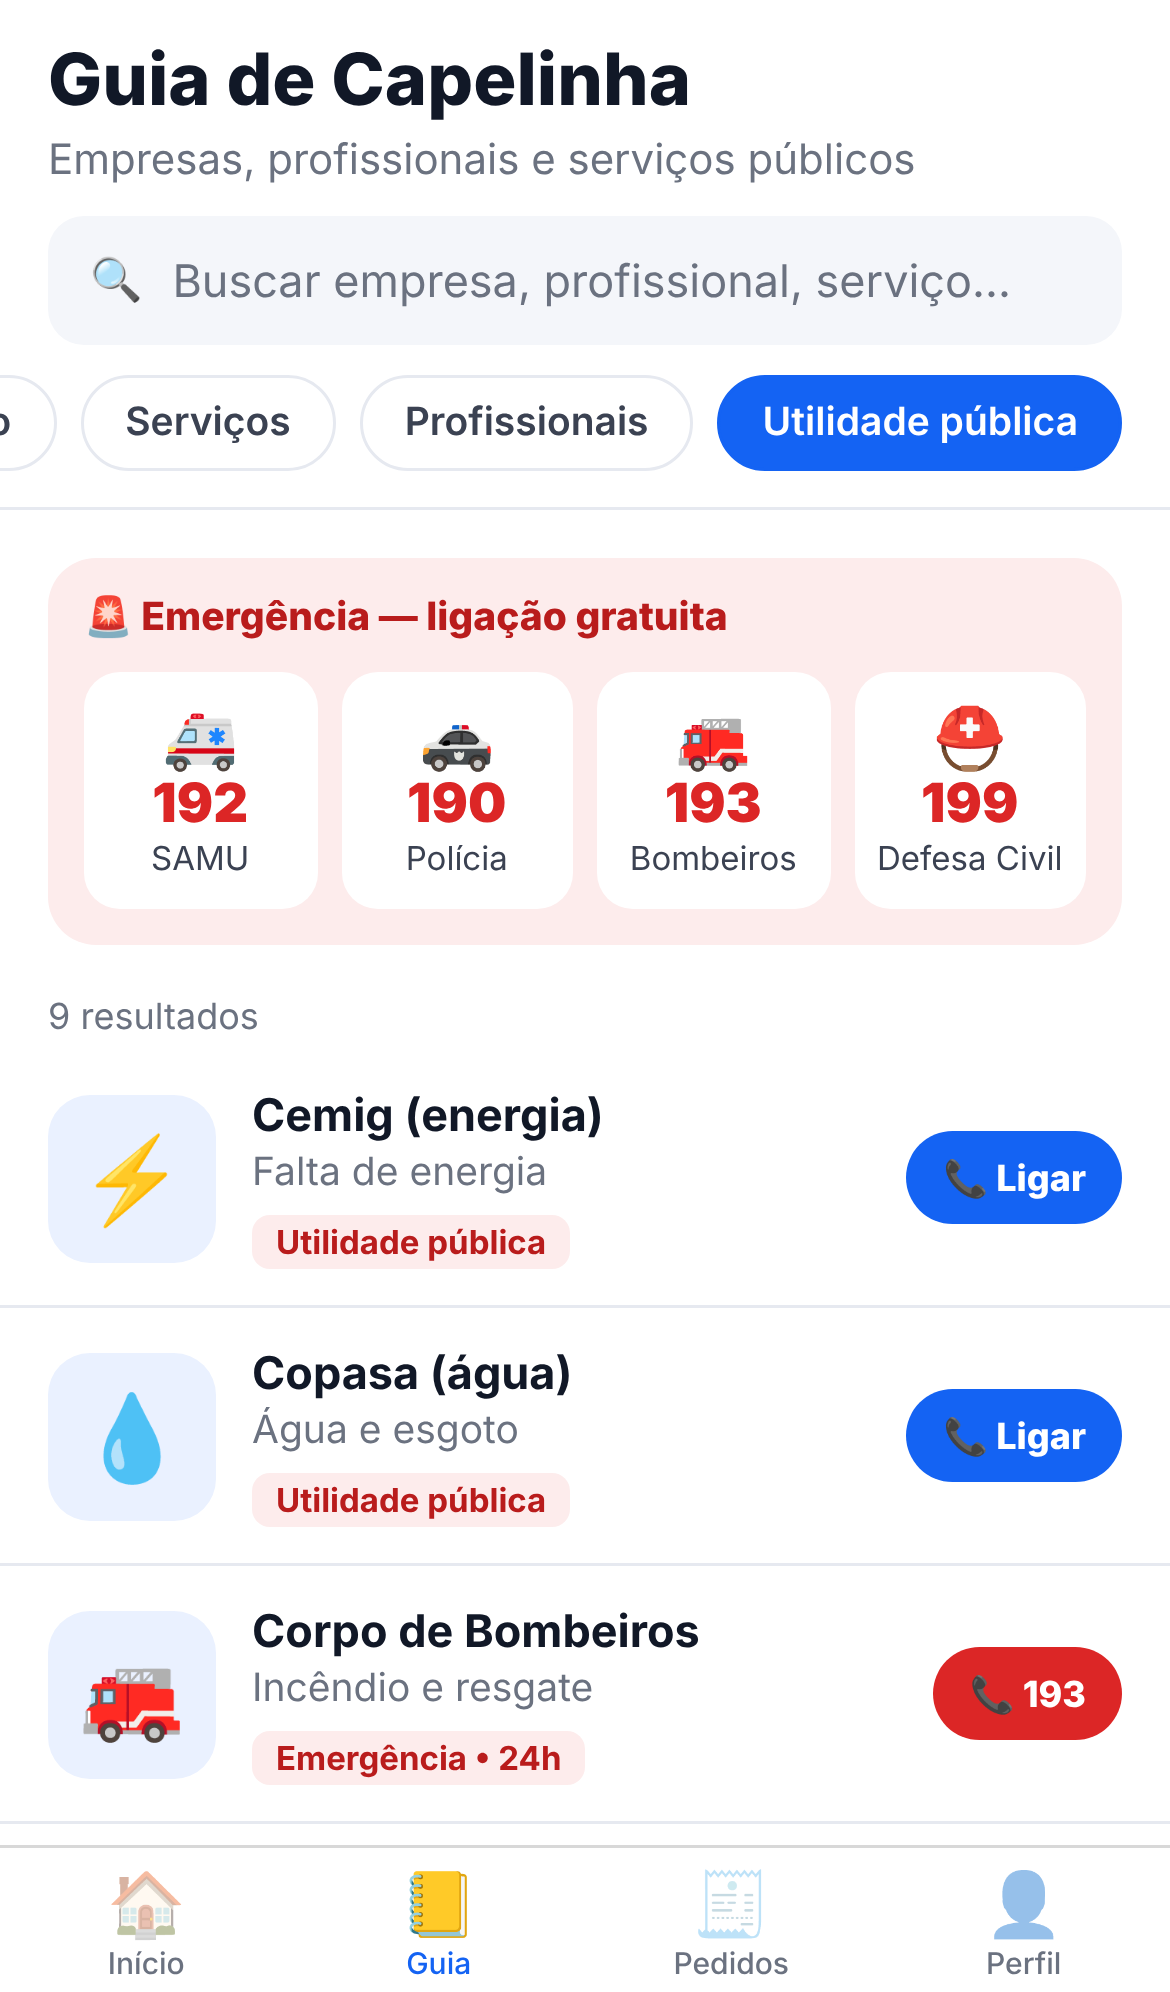 Guia de Capelinha
Empresas, profissionais e serviços públicos
Buscar empresa, profissional, serviço...
o Serviços Profissionais Utilidade pública
Emergência — ligação gratuita
192 190 193 199
SAMU Polícia Bombeiros Defesa Civil
9 resultados
Cemig (energia)
Falta de energia
Utilidade pública
Ligar
Copasa (água)
Água e esgoto
Utilidade pública
Ligar
Corpo de Bombeiros
Incêndio e resgate
Emergência • 24h
193
Início Guia Pedidos Perfil